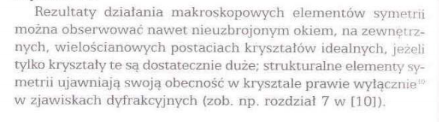 Rezultaty działania makroskopowych elementów symetrii
można obserwować nawet nieuzbrojonym okiem, na zewnętrz-
nych, wielościanowych postaciach kryształów idealnych, jeżeli
tylko kryształy te są dostatecznie duże; strukturalne elementy sy-
metrii ujawniają swoją obecność w krysztale prawie wyłącznie¹⁰
w zjawiskach dyfrakcyjnych (zob. np. rozdział 7 w [10]).